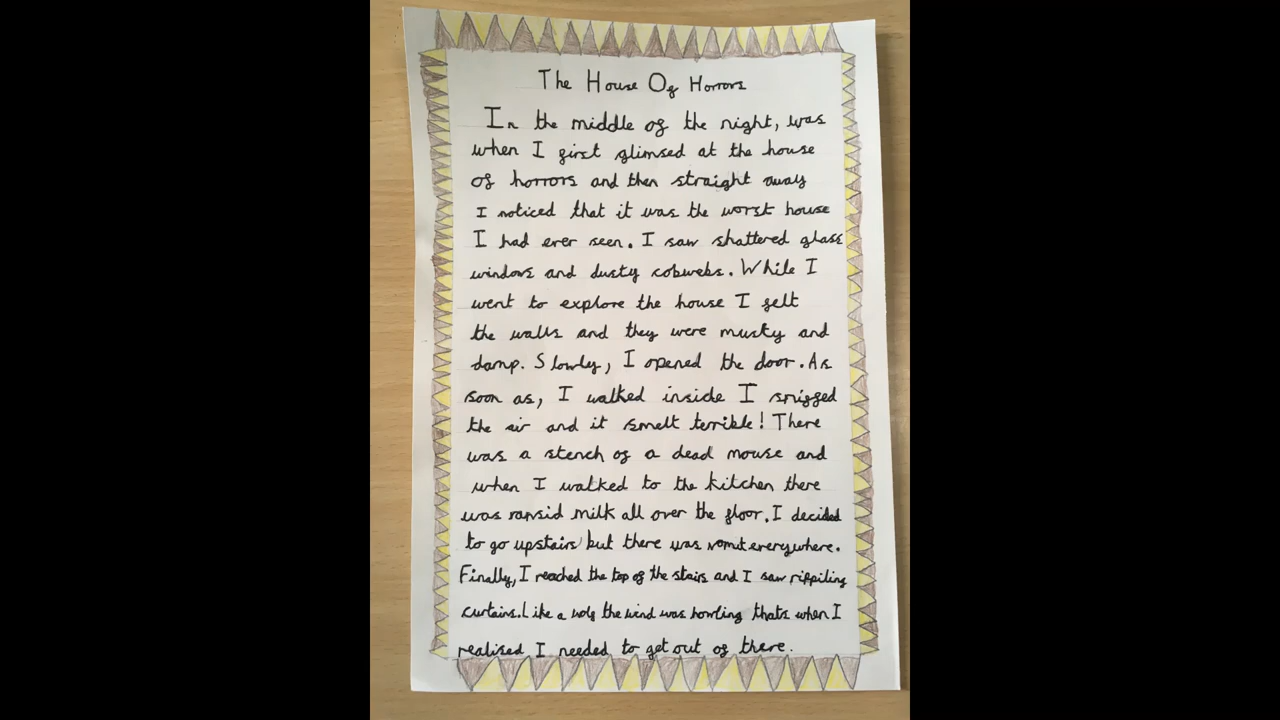 The House Of Horrors
In the middle of the night, was
when I first glimsed at the house
of horrors and then straight away
I noticed that it was the worst house
I had ever seen. I saw shattered glass
windows and dusty cobwebs. While I
went to explore the house I felt
the walls and they were musky and
damp. Slowly, I opened the door. As
soon as, I walked inside I sniffed
the air and it smelt terrible! There
was a stench of a dead mouse and
when I walked to the kitchen there
was ransid milk all over the floor. I decided
to go upstairs but there was vomit everywhere.
Finally, I reached the top of the stairs and I saw rippiling
curtains. Like a wolf the wind was howling thats when I
realised I needed to get out of there.